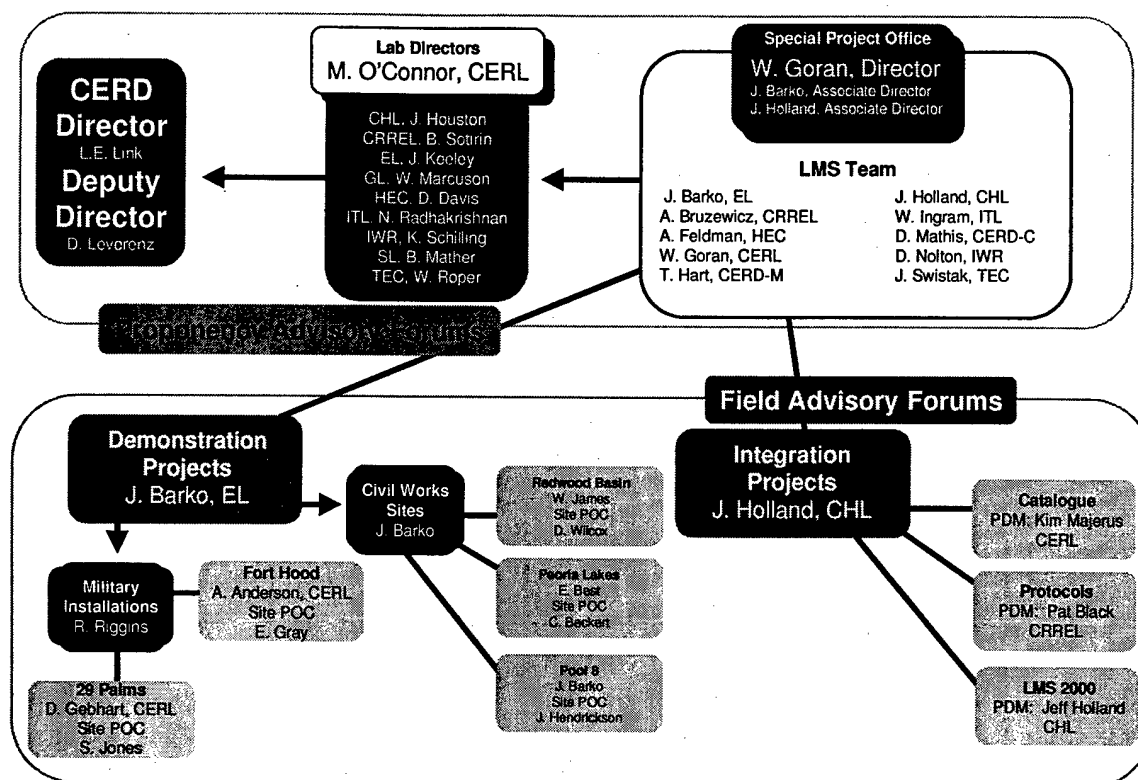 CERD
Director
L.E. Link
Deputy
Director
D. Leverenz
Lab Directors
M. O'Connor, CERL
CHL, J. Houston
CRREL, B. Sotirin
EL, J. Keeley
GL, W. Marcuson
HEC, D. Davis
ITL, N. Radhakrishnan
IWR, K. Schilling
SL, B. Mather
TEC, W. Roper
Special Project Office
W. Goran, Director
J. Barko, Associate Director
J. Holland, Associate Director
LMS Team
J. Barko, EL
A. Bruzewicz, CRREL
A. Feldman, HEC
W. Goran, CERL
T. Hart, CERD-M
J. Holland, CHL
W. Ingram, ITL
D. Mathis, CERD-C
D. Nolton, IWR
J. Swistak, TEC
Proponency Advisory Forums
Field Advisory Forums
Demonstration
Projects
J. Barko, EL
Military
Installations
R. Riggins
Fort Hood
A. Anderson, CERL
Site POC
E. Gray
29 Palms
D. Gebhart, CERL
Site POC
S. Jones
Civil Works
Sites
J. Barko
Redwood Basin
W. James
Site POC
D. Wilcox
Peoria Lakes
E. Best
Site POC
C. Beckert
Pool 8
J. Barko
Site POC
J. Hendrickson
Integration
Projects
J. Holland, CHL
Catalogue
PDM: Kim Majerus
CERL
Protocols
PDM: Pat Black
CRREL
LMS 2000
PDM: Jeff Holland
CHL